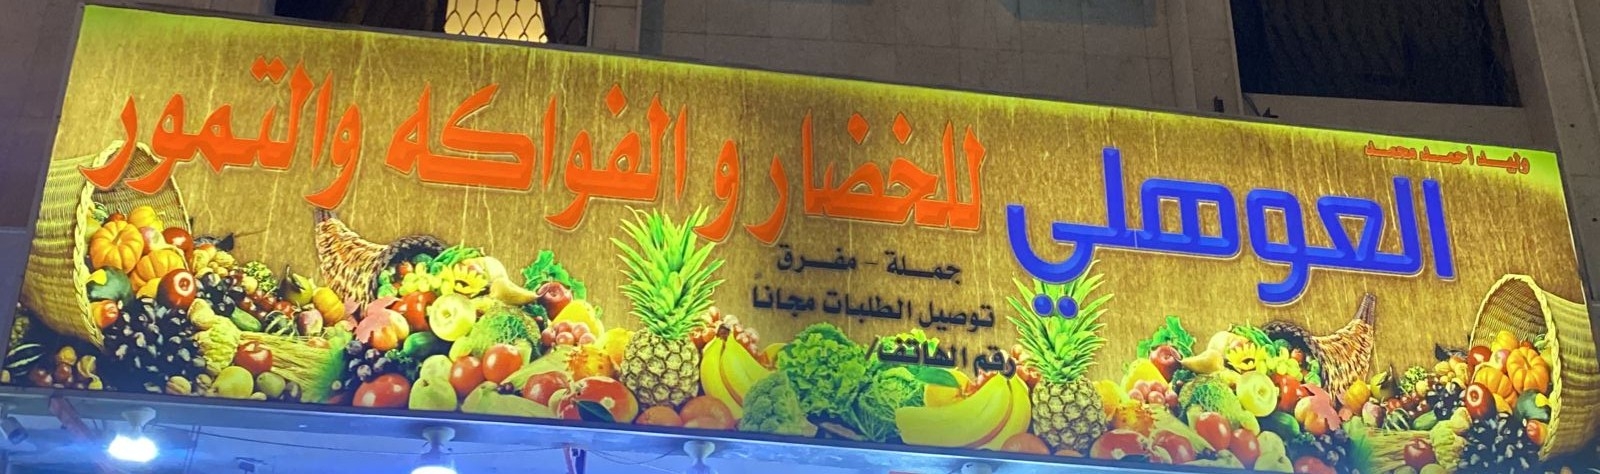 وليد أحمد محمد
العوهلي للخضار و الفواكه والتمور
جملة - مفرق
توصيل الطلبات مجاناً
رقم الهاتف/